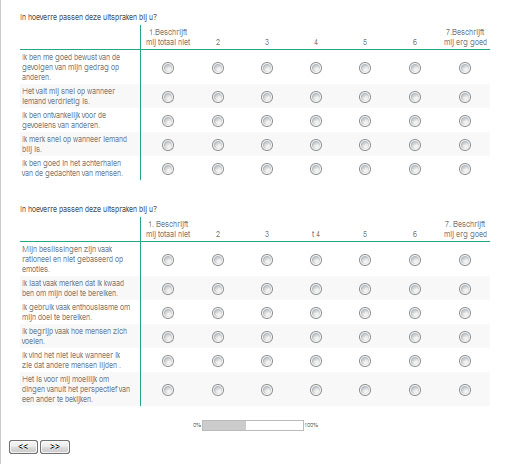 In hoeverre passen deze uitspraken bij u?
1.Beschrijft mij totaal niet 2 3 4 5 6 7.Beschrijft mij erg goed
Ik ben me goed bewust van de
gevolgen van mijn gedrag op
anderen.
Het valt mij snel op wanneer
iemand verdrietig is.
Ik ben ontvankelijk voor de
gevoelens van anderen.
Ik merk snel op wanneer iemand
blij is.
Ik ben goed in het achterhalen
van de gedachten van mensen.
In hoeverre passen deze uitspraken bij u?
1. Beschrijft mij totaal niet 2 3 t 4 5 6 7. Beschrijft mij erg goed
Mijn beslissingen zijn vaak
rationeel en niet gebaseerd op
emoties.
Ik laat vaak merken dat ik kwaad
ben om mijn doel te bereiken.
Ik gebruik vaak enthousiasme om
mijn doel te bereiken.
Ik begrijp vaak hoe mensen zich
voelen.
Ik vind het niet leuk wanneer ik
zie dat andere mensen lijden .
Het is voor mij moeilijk om
dingen vanuit het perspectief van
een ander te bekijken.
0% 100%
<< >>